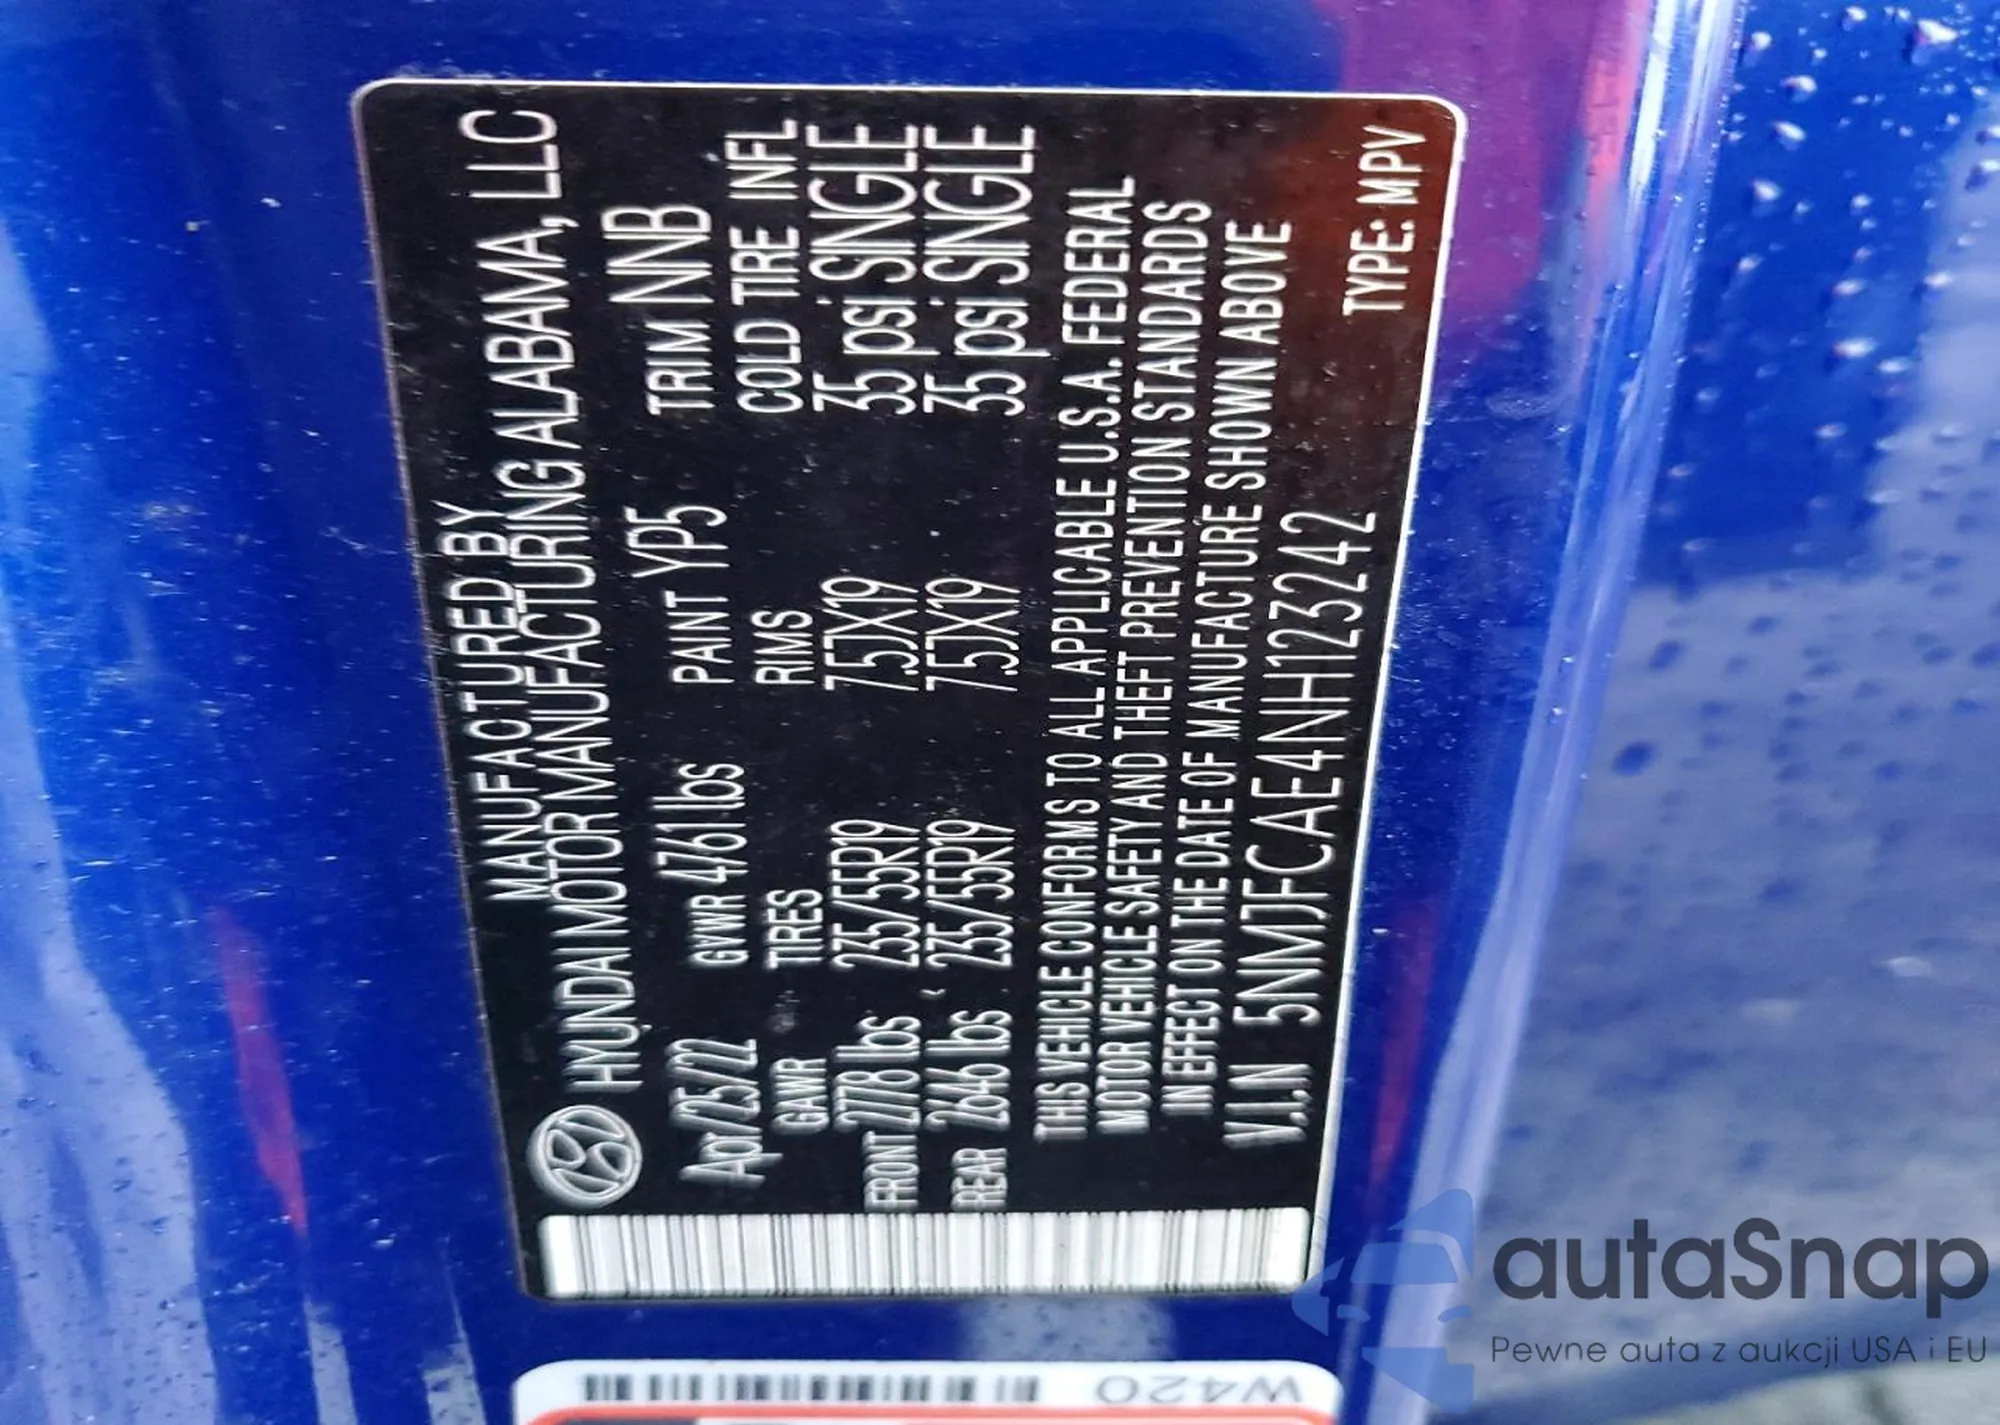 MANUFACTURED BY
HYUNDAI MOTOR MANUFACTURING ALABAMA, LLC
Apr/25/22 GVWR 4761 lbs PAINT YP5 TRIM NNB
GAWR TIRES RIMS COLD TIRE INFL
FRONT 2778 lbs 235/55R19 7.5JX19 35 psi SINGLE
REAR 2646 lbs 235/55R19 7.5JX19 35 psi SINGLE
THIS VEHICLE CONFORMS TO ALL APPLICABLE U.S.A. FEDERAL
MOTOR VEHICLE SAFETY AND THEFT PREVENTION STANDARDS
IN EFFECT ON THE DATE OF MANUFACTURE SHOWN ABOVE
V.I.N 5NMJFCAE4NH123242
TYPE: MPV
W420
autaSnap
Pewne auta z aukcji USA i EU